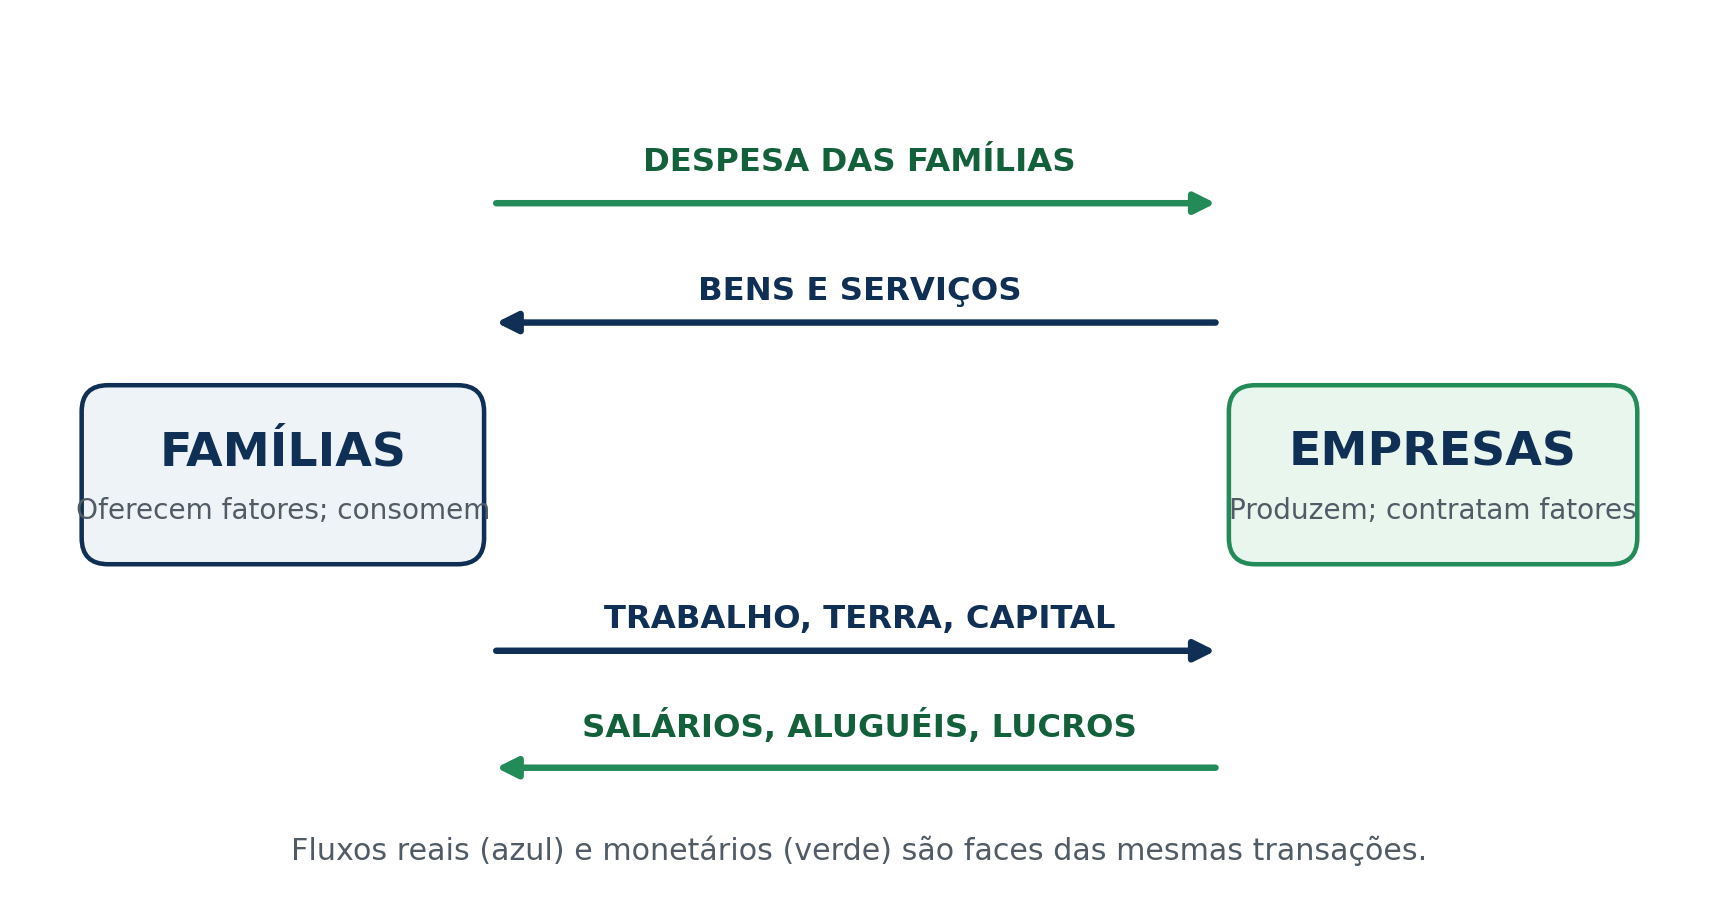 DESPESA DAS FAMÍLIAS
BENS E SERVIÇOS
FAMÍLIAS
Oferecem fatores; consomem
EMPRESAS
Produzem; contratam fatores
TRABALHO, TERRA, CAPITAL
SALÁRIOS, ALUGUÉIS, LUCROS
Fluxos reais (azul) e monetários (verde) são faces das mesmas transações.